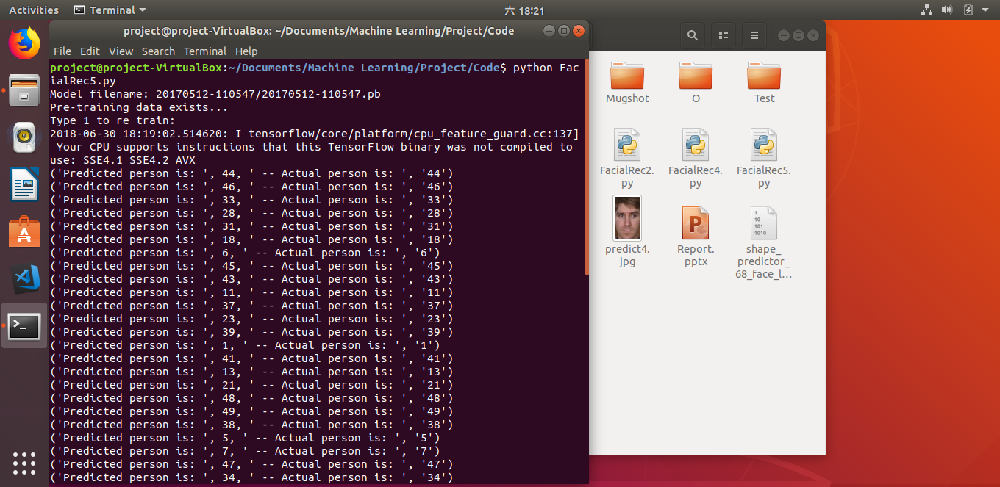 Activities
Terminal
六 18:21
project@project-VirtualBox: ~/Documents/Machine Learning/Project/Code
File Edit View Search Terminal Help
project@project-VirtualBox:~/Documents/Machine Learning/Project/Code$ python Fac
ialRec5.py
Model filename: 20170512-110547/20170512-110547.pb
Pre-training data exists...
Type 1 to re train:
2018-06-30 18:19:02.514620: I tensorflow/core/platform/cpu_feature_guard.cc:137]
 Your CPU supports instructions that this TensorFlow binary was not compiled to
use: SSE4.1 SSE4.2 AVX
('Predicted person is: ', 44, ' -- Actual person is: ', '44')
('Predicted person is: ', 46, ' -- Actual person is: ', '46')
('Predicted person is: ', 33, ' -- Actual person is: ', '33')
('Predicted person is: ', 28, ' -- Actual person is: ', '28')
('Predicted person is: ', 31, ' -- Actual person is: ', '31')
('Predicted person is: ', 18, ' -- Actual person is: ', '18')
('Predicted person is: ', 6, ' -- Actual person is: ', '6')
('Predicted person is: ', 45, ' -- Actual person is: ', '45')
('Predicted person is: ', 43, ' -- Actual person is: ', '43')
('Predicted person is: ', 11, ' -- Actual person is: ', '11')
('Predicted person is: ', 37, ' -- Actual person is: ', '37')
('Predicted person is: ', 23, ' -- Actual person is: ', '23')
('Predicted person is: ', 39, ' -- Actual person is: ', '39')
('Predicted person is: ', 1, ' -- Actual person is: ', '1')
('Predicted person is: ', 41, ' -- Actual person is: ', '41')
('Predicted person is: ', 13, ' -- Actual person is: ', '13')
('Predicted person is: ', 21, ' -- Actual person is: ', '21')
('Predicted person is: ', 48, ' -- Actual person is: ', '48')
('Predicted person is: ', 49, ' -- Actual person is: ', '49')
('Predicted person is: ', 38, ' -- Actual person is: ', '38')
('Predicted person is: ', 5, ' -- Actual person is: ', '5')
('Predicted person is: ', 7, ' -- Actual person is: ', '7')
('Predicted person is: ', 47, ' -- Actual person is: ', '47')
('Predicted person is: ', 34, ' -- Actual person is: ', '34')
Mugshot
O
Test
FacialRec2.
py
FacialRec4.
py
FacialRec5.
py
predict4.
jpg
Report.
pptx
1
10
101
1010
shape_
predictor_
68_face_l…